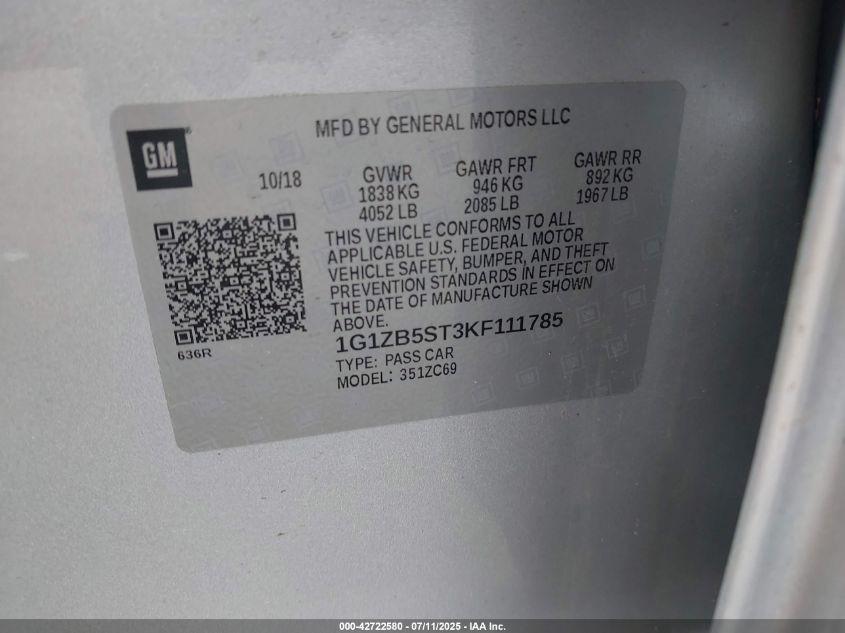 MFD BY GENERAL MOTORS LLC
GM®
10/18
GVWR
1838 KG
4052 LB
GAWR FRT
946 KG
2085 LB
GAWR RR
892 KG
1967 LB
THIS VEHICLE CONFORMS TO ALL
APPLICABLE U.S. FEDERAL MOTOR
VEHICLE SAFETY, BUMPER, AND THEFT
PREVENTION STANDARDS IN EFFECT ON
THE DATE OF MANUFACTURE SHOWN
ABOVE.
636R
1G1ZB5ST3KF111785
TYPE: PASS CAR
MODEL: 351ZC69
000-42722580 - 07/11/2025 - IAA Inc.